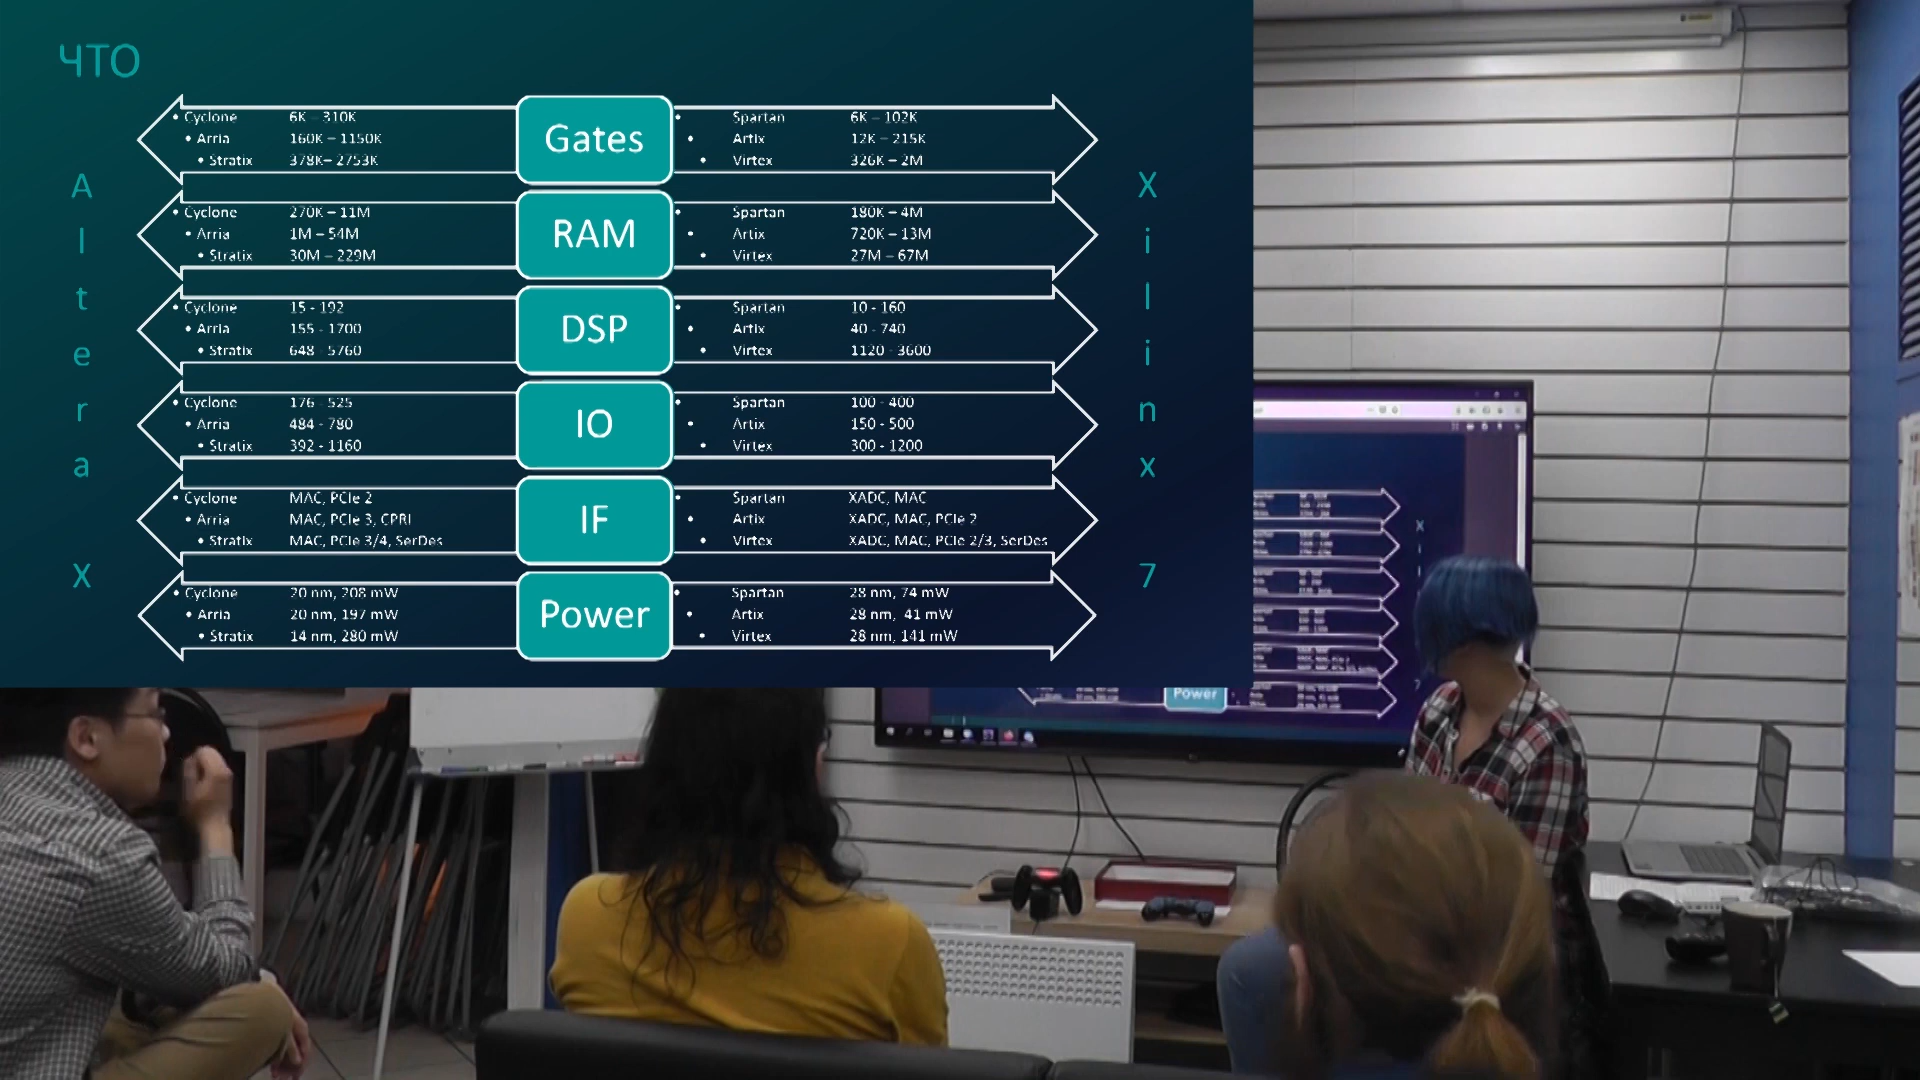 ЧТО
Altera X
Gates
• Cyclone 6K – 310K
• Arria 160K – 1150K
• Stratix 378K– 2753K
• Spartan 6K – 102K
• Artix 12K – 215K
• Virtex 326K – 2M
RAM
• Cyclone 270K – 11M
• Arria 1M – 54M
• Stratix 30M – 229M
• Spartan 180K – 4M
• Artix 720K – 13M
• Virtex 27M – 67M
DSP
• Cyclone 15 - 192
• Arria 155 - 1700
• Stratix 648 - 5760
• Spartan 10 - 160
• Artix 40 - 740
• Virtex 1120 - 3600
IO
• Cyclone 176 - 525
• Arria 484 - 780
• Stratix 392 - 1160
• Spartan 100 - 400
• Artix 150 - 500
• Virtex 300 - 1200
IF
• Cyclone MAC, PCIe 2
• Arria MAC, PCIe 3, CPRI
• Stratix MAC, PCIe 3/4, SerDes
• Spartan XADC, MAC
• Artix XADC, MAC, PCIe 2
• Virtex XADC, MAC, PCIe 2/3, SerDes
Power
• Cyclone 20 nm, 208 mW
• Arria 20 nm, 197 mW
• Stratix 14 nm, 280 mW
• Spartan 28 nm, 74 mW
• Artix 28 nm, 41 mW
• Virtex 28 nm, 141 mW
Xilinx 7
Power